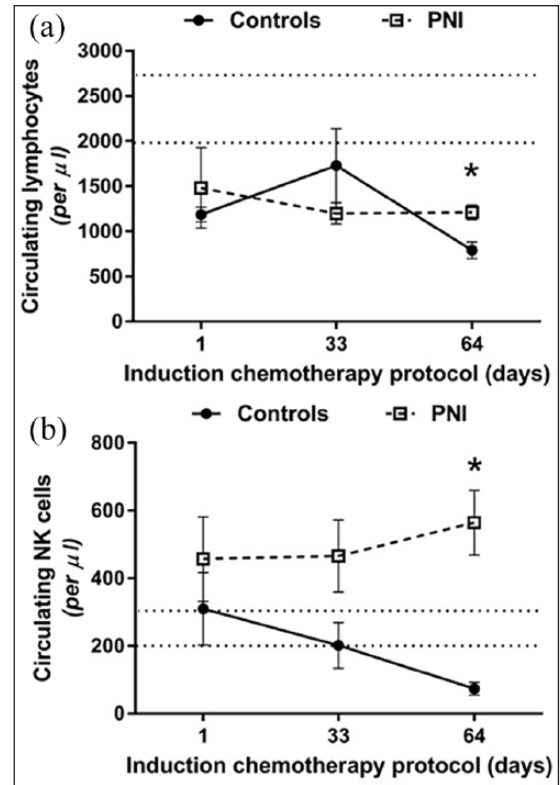 (a)
Controls PNI
Circulating lymphocytes
(per μl)
3000
2500
2000
1500
1000
500
0
*
1 33 64
Induction chemotherapy protocol (days)
(b)
Controls PNI
Circulating NK cells
(per μl)
800
600
400
200
0
*
1 33 64
Induction chemotherapy protocol (days)